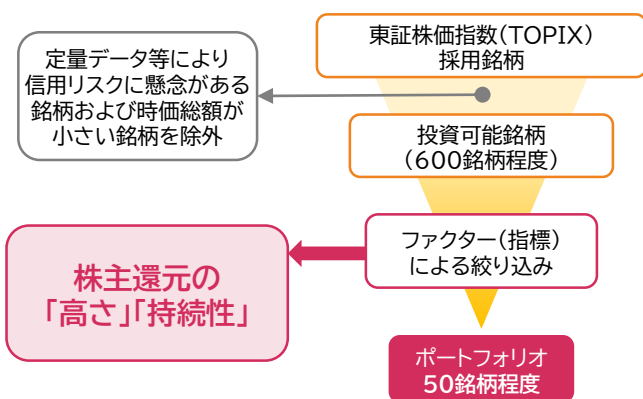 東証株価指数(TOPIX)
採用銘柄
定量データ等により
信用リスクに懸念がある
銘柄および時価総額が
小さい銘柄を除外
投資可能銘柄
(600銘柄程度)
ファクター(指標)
による絞り込み
株主還元の
「高さ」「持続性」
ポートフォリオ
50銘柄程度